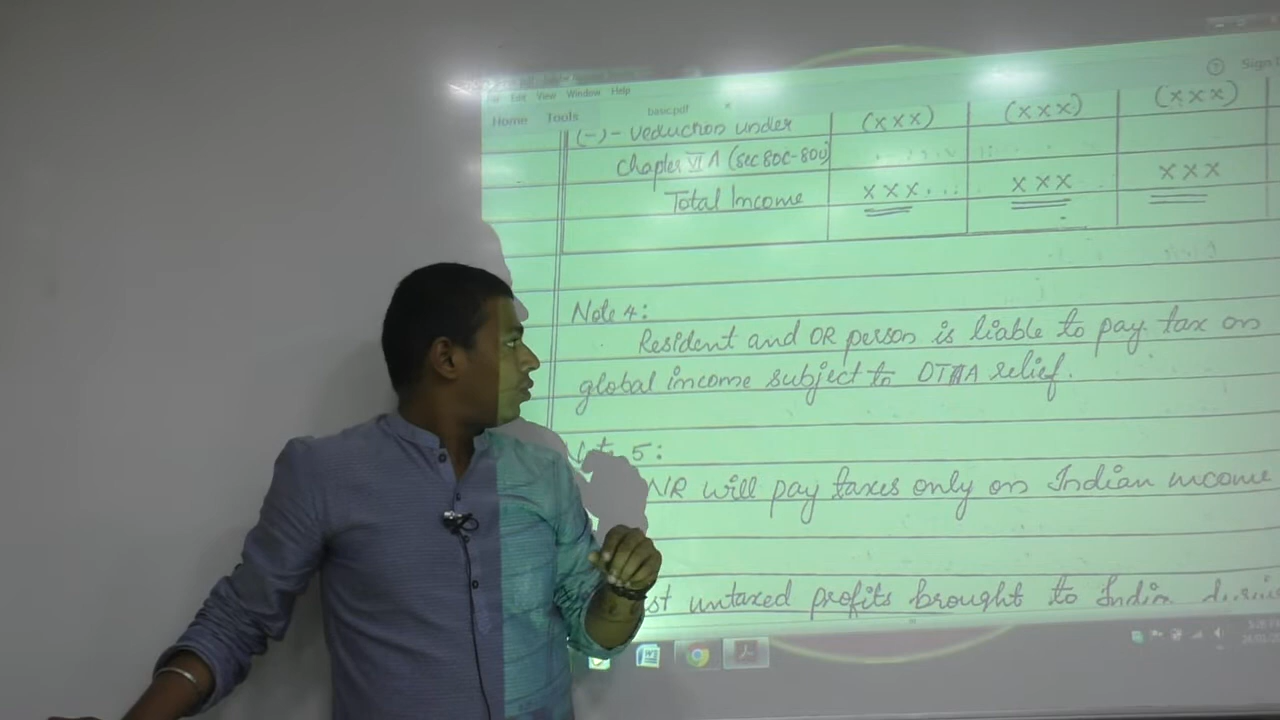 Edit View Window Help
Sign
Home Tools
basic.pdf ×
(-) - Deduction under (xxx) (xxx) (xxx)
Chapter VI A (sec 80C-80U)
Total Income xxx xxx xxx
Note 4:
Resident and OR person is liable to pay tax on
global income subject to DTAA relief.
5:
NR will pay taxes only on Indian income
untaxed profits brought to India